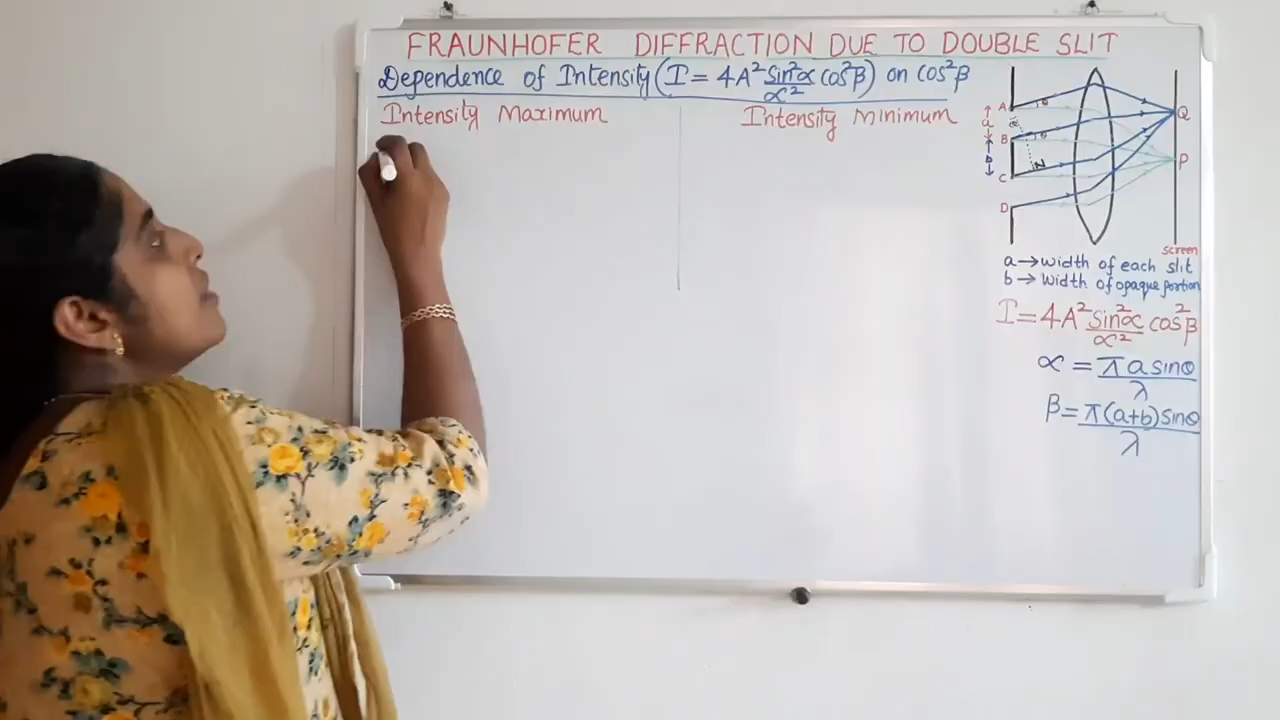 FRAUNHOFER DIFFRACTION DUE TO DOUBLE SLIT
Dependence of Intensity (I = 4A² sin²α/α² cos²β) on cos²β
Intensity Maximum
Intensity Minimum
A
θ
Q
a
B
θ
b
N
P
C
D
screen
a → width of each slit
b → width of opaque portion
I = 4A² sin²α/α² cos²β
α = π a sinθ/λ
β = π(a+b) sinθ/λ